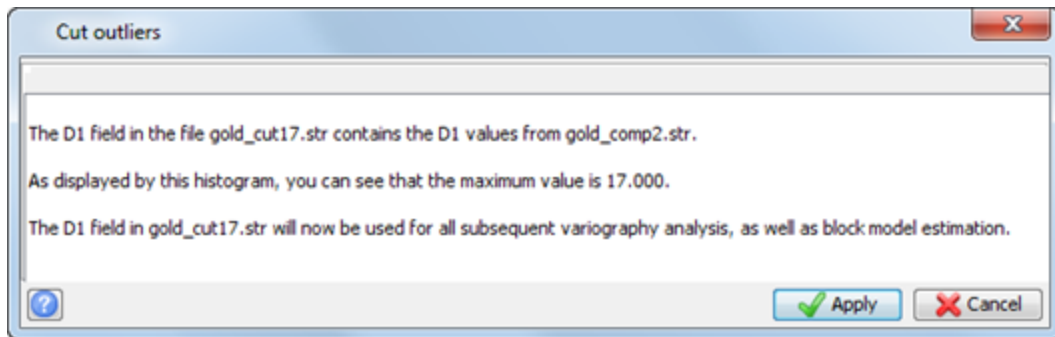 Cut outliers
The D1 field in the file gold_cut17.str contains the D1 values from gold_comp2.str.
As displayed by this histogram, you can see that the maximum value is 17.000.
The D1 field in gold_cut17.str will now be used for all subsequent variography analysis, as well as block model estimation.
? Apply Cancel